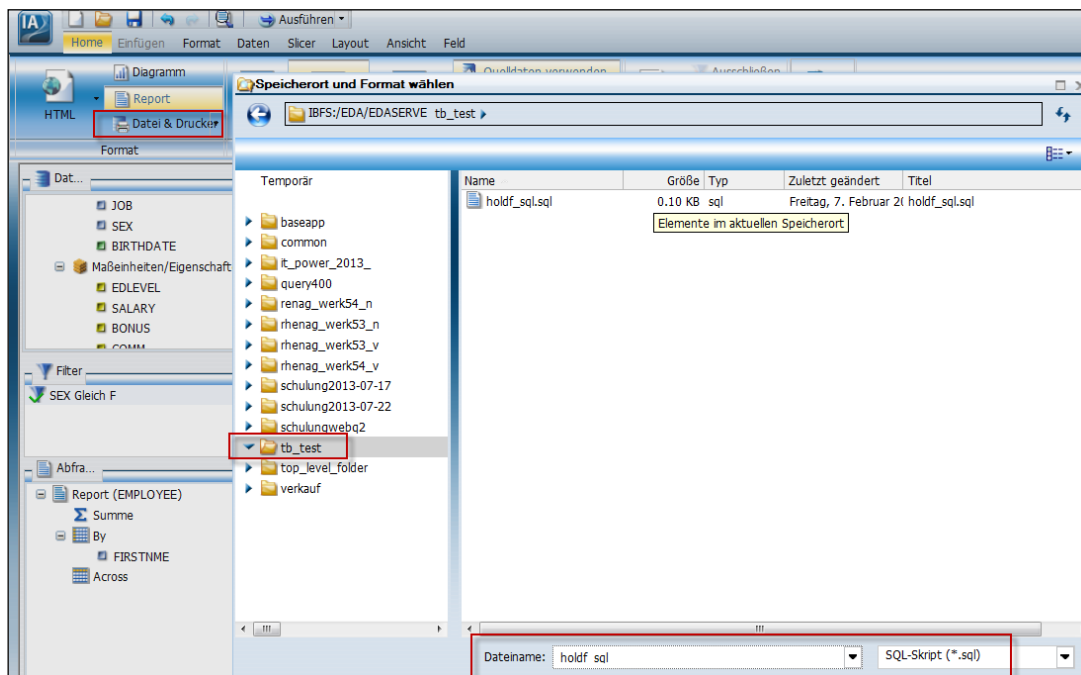 IA
Ausführen
Home Einfügen Format Daten Slicer Layout Ansicht Feld
HTML
Diagramm
Report
Datei & Drucker
Format
Quelldaten verwenden
Ausschließen
Speicherort und Format wählen
IBFS:/EDA/EDASERVE tb_test
Dat...
JOB
SEX
BIRTHDATE
Maßeinheiten/Eigenschaft
EDLEVEL
SALARY
BONUS
COMM
Filter
SEX Gleich F
Abfra...
Report (EMPLOYEE)
Summe
By
FIRSTNME
Across
Temporär
baseapp
common
it_power_2013_
query400
renag_werk54_n
rhenag_werk53_n
rhenag_werk53_v
rhenag_werk54_v
schulung2013-07-17
schulung2013-07-22
schulungwebq2
tb_test
top_level_folder
verkauf
Name Größe Typ Zuletzt geändert Titel
holdf_sql.sql 0.10 KB sql Freitag, 7. Februar 2( holdf_sql.sql
Elemente im aktuellen Speicherort
Dateiname: holdf_sql SQL-Skript (*.sql)